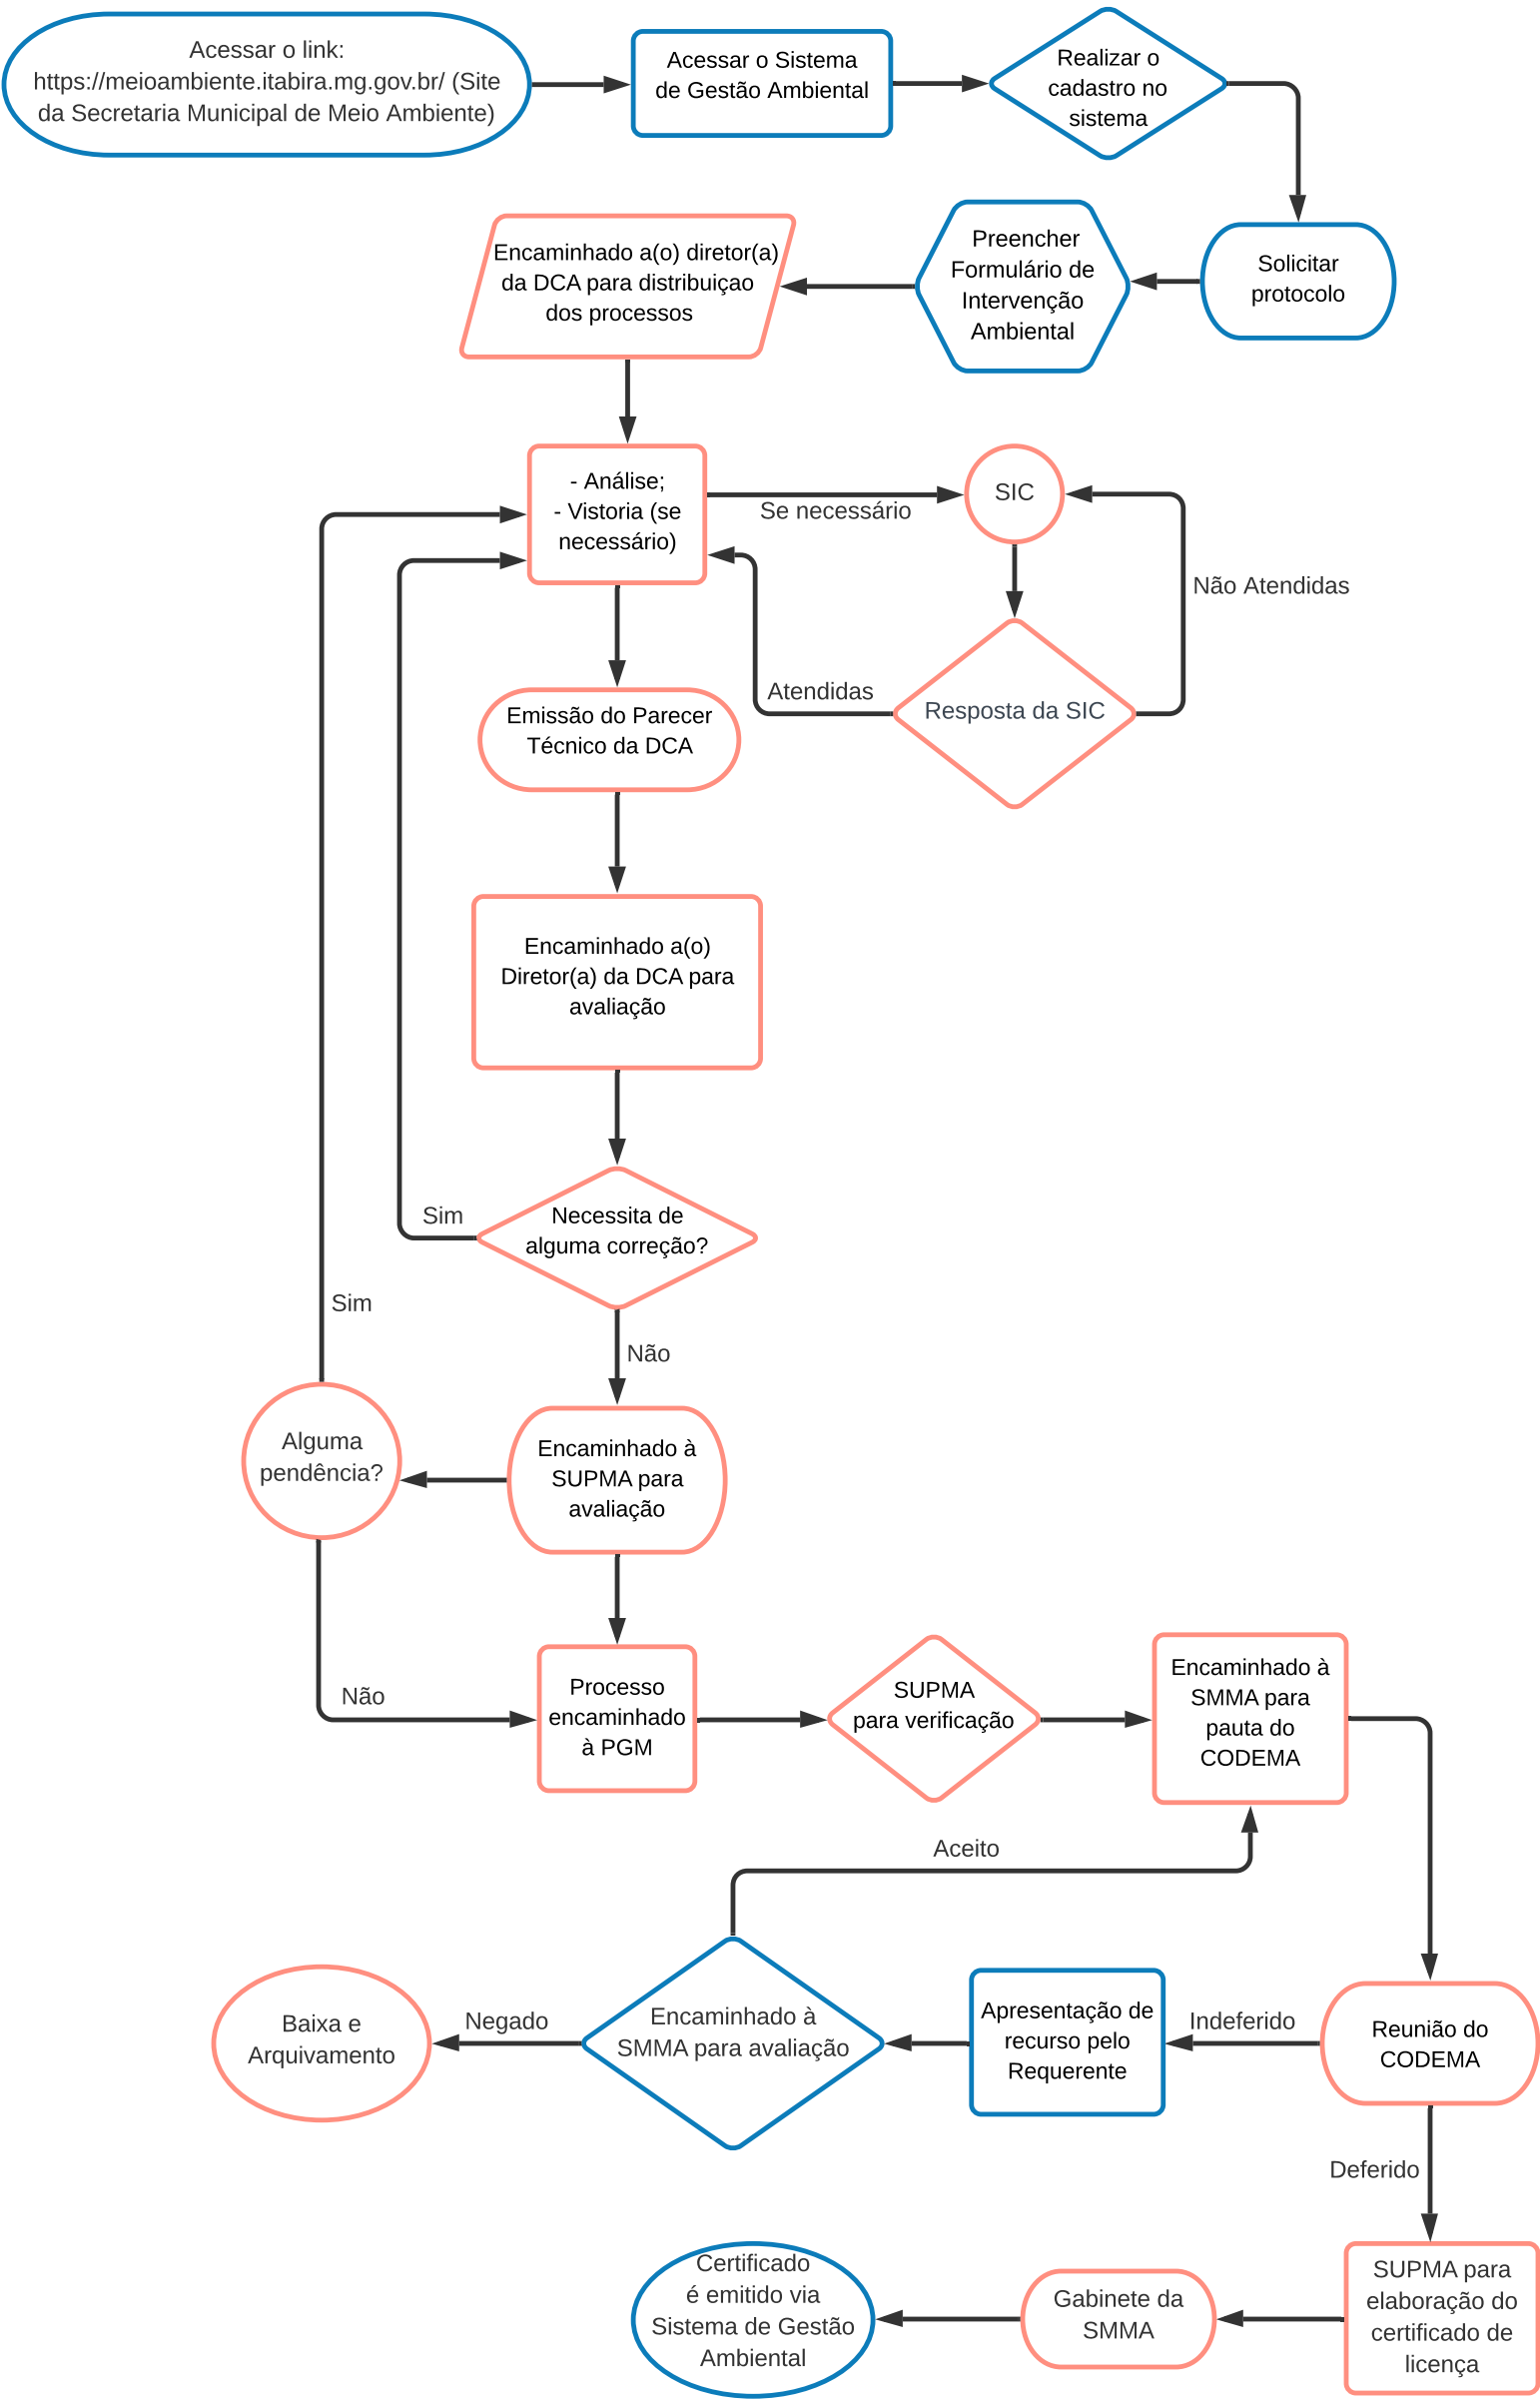 Acessar o link:
https://meioambiente.itabira.mg.gov.br/ (Site
da Secretaria Municipal de Meio Ambiente)
Acessar o Sistema
de Gestão Ambiental
Realizar o
cadastro no
sistema
Solicitar
protocolo
Preencher
Formulário de
Intervenção
Ambiental
Encaminhado a(o) diretor(a)
da DCA para distribuiçao
dos processos
- Análise;
- Vistoria (se
necessário)
Se necessário
SIC
Não Atendidas
Resposta da SIC
Atendidas
Emissão do Parecer
Técnico da DCA
Encaminhado a(o)
Diretor(a) da DCA para
avaliação
Necessita de
alguma correção?
Sim
Sim
Não
Encaminhado à
SUPMA para
avaliação
Alguma
pendência?
Não
Processo
encaminhado
à PGM
SUPMA
para verificação
Encaminhado à
SMMA para
pauta do
CODEMA
Aceito
Reunião do
CODEMA
Indeferido
Apresentação de
recurso pelo
Requerente
Encaminhado à
SMMA para avaliação
Negado
Baixa e
Arquivamento
Deferido
SUPMA para
elaboração do
certificado de
licença
Gabinete da
SMMA
Certificado
é emitido via
Sistema de Gestão
Ambiental